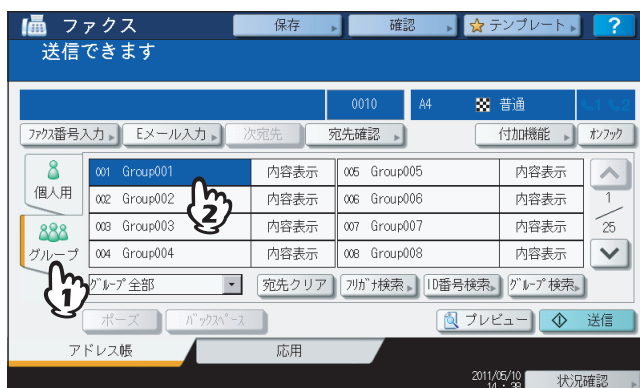 ファクス 保存 確認 テンプレート ?
送信できます
0010 A4 普通 1 2
ファクス番号入力 Eメール入力 次宛先 宛先確認 付加機能 オンフック
個人用
グループ
001 Group001 内容表示 005 Group005 内容表示
002 Group002 内容表示 006 Group006 内容表示
003 Group003 内容表示 007 Group007 内容表示
004 Group004 内容表示 008 Group008 内容表示
1
25
2
1
グループ全部 宛先クリア フリガナ検索 ID番号検索 グループ検索
ポーズ バックスペース プレビュー 送信
アドレス帳 応用
2011/05/10
14:38
状況確認